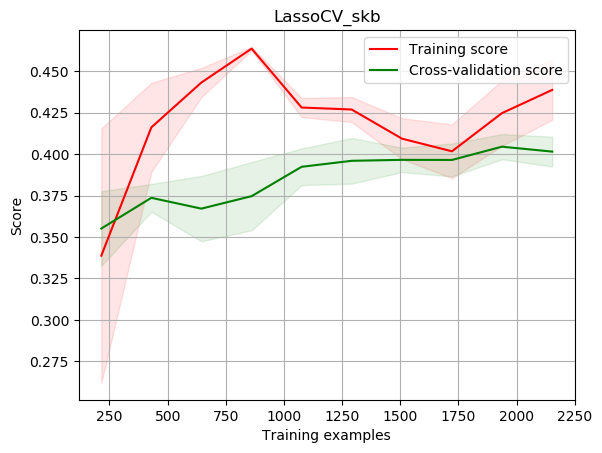 LassoCV_skb
Training score
Cross-validation score
0.450
0.425
0.400
0.375
0.350
0.325
0.300
0.275
Score
250 500 750 1000 1250 1500 1750 2000 2250
Training examples